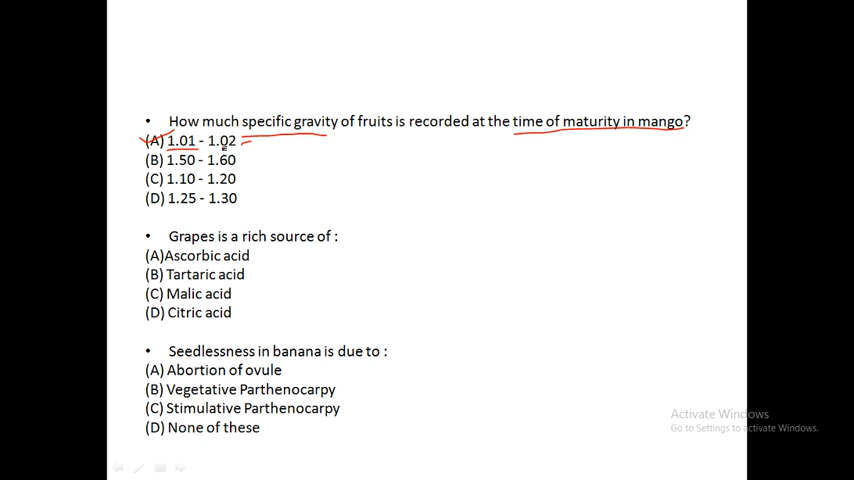 • How much specific gravity of fruits is recorded at the time of maturity in mango?
(A) 1.01 - 1.02
(B) 1.50 - 1.60
(C) 1.10 - 1.20
(D) 1.25 - 1.30
• Grapes is a rich source of :
(A)Ascorbic acid
(B) Tartaric acid
(C) Malic acid
(D) Citric acid
• Seedlessness in banana is due to :
(A) Abortion of ovule
(B) Vegetative Parthenocarpy
(C) Stimulative Parthenocarpy
(D) None of these
Activate Windows
Go to Settings to activate Windows.